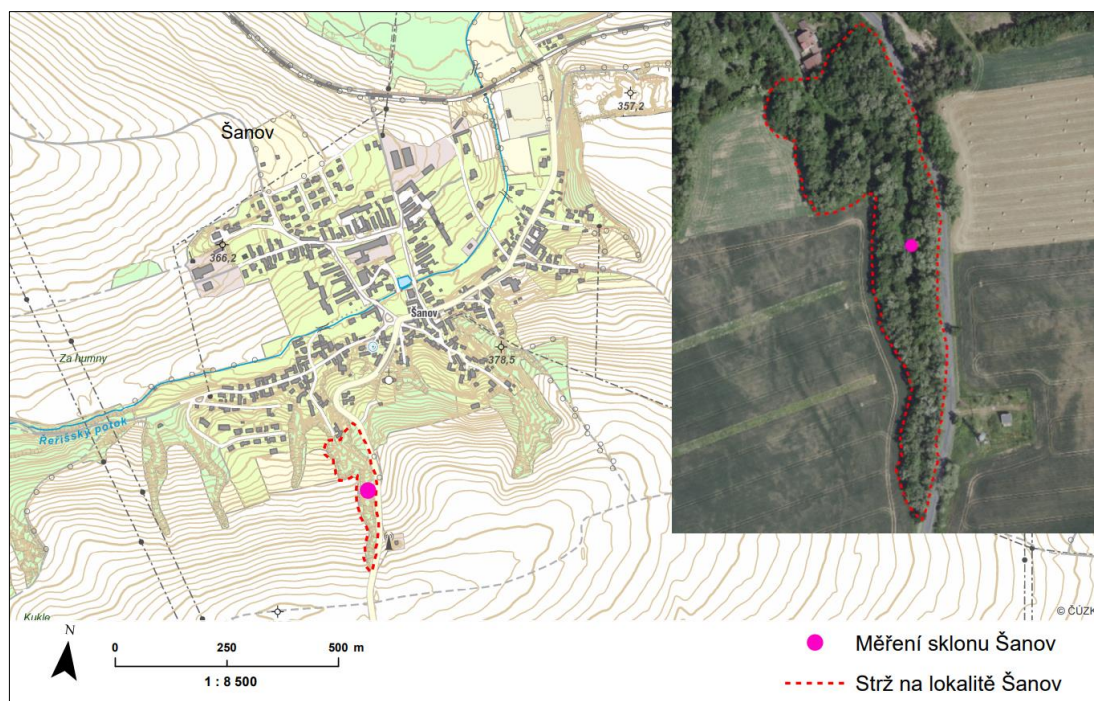 Šanov
357,2
366,2
Šanov
378,5
Za humny
Řeřišský potok
Kukle
© ČÚZK
N
0 250 500 m
1 : 8 500
Měření sklonu Šanov
Strž na lokalitě Šanov